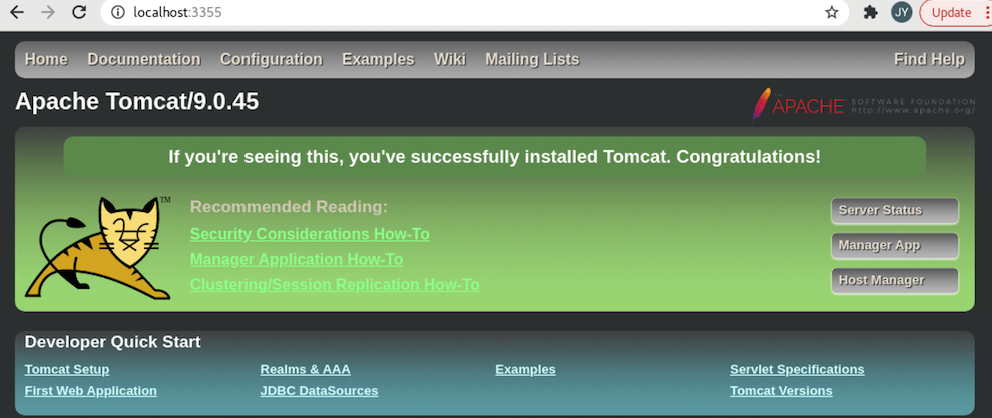 localhost:3355
JY
Update
Home Documentation Configuration Examples Wiki Mailing Lists Find Help
Apache Tomcat/9.0.45
THE APACHE SOFTWARE FOUNDATION
http://www.apache.org/
If you're seeing this, you've successfully installed Tomcat. Congratulations!
TM
Recommended Reading:
Security Considerations How-To
Manager Application How-To
Clustering/Session Replication How-To
Server Status
Manager App
Host Manager
Developer Quick Start
Tomcat Setup Realms & AAA Examples Servlet Specifications
First Web Application JDBC DataSources Tomcat Versions